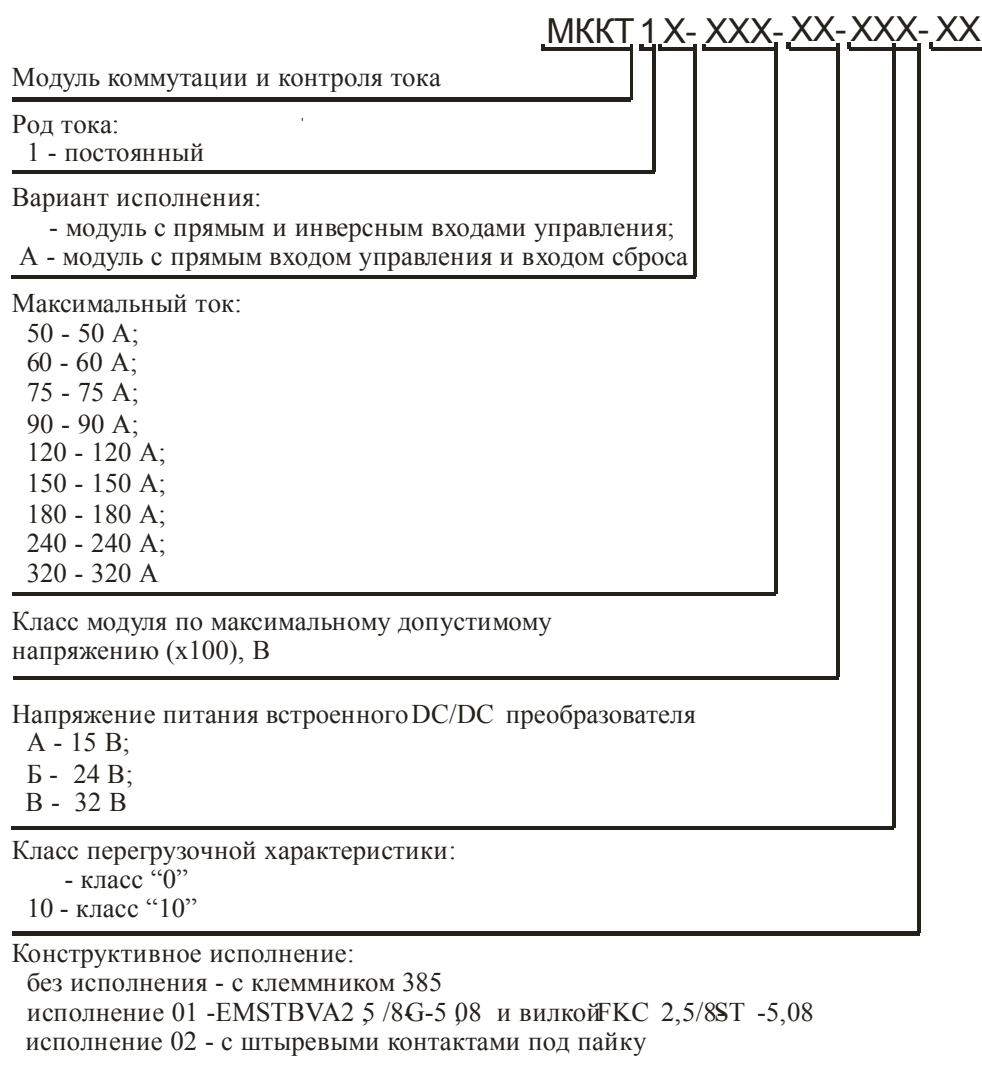 МККТ1Х-ХХХ-ХХ-ХХХ-ХХ
Модуль коммутации и контроля тока
Род тока:
1 - постоянный
Вариант исполнения:
- модуль с прямым и инверсным входами управления;
А - модуль с прямым входом управления и входом сброса
Максимальный ток:
50 - 50 А;
60 - 60 А;
75 - 75 А;
90 - 90 А;
120 - 120 А;
150 - 150 А;
180 - 180 А;
240 - 240 А;
320 - 320 А
Класс модуля по максимальному допустимому
напряжению (х100), В
Напряжение питания встроенного DC/DC преобразователя
А - 15 В;
Б - 24 В;
В - 32 В
Класс перегрузочной характеристики:
- класс “0”
10 - класс “10”
Конструктивное исполнение:
без исполнения - с клеммником 385
исполнение 01 -EMSTBVA2,5 /8-G-5,08 и вилкой FKC 2,5/8-ST -5,08
исполнение 02 - с штыревыми контактами под пайку